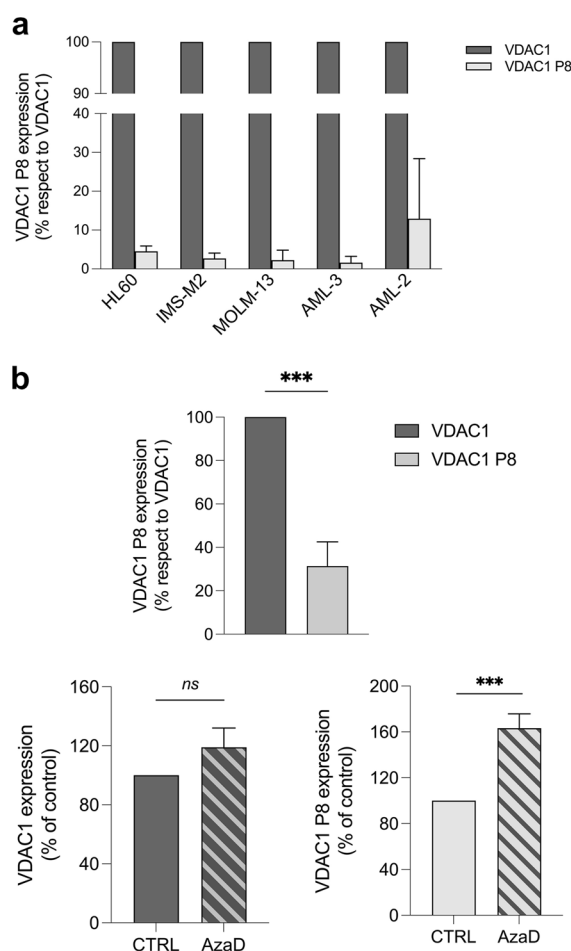 a
VDAC1 P8 expression
(% respect to VDAC1)
100
90
40
30
20
10
0
HL60
IMS-M2
MOLM-13
AML-3
AML-2
VDAC1
VDAC1 P8
b
***
VDAC1 P8 expression
(% respect to VDAC1)
100
80
60
40
20
0
VDAC1
VDAC1 P8
ns
VDAC1 expression
(% of control)
160
120
80
40
0
CTRL
AzaD
***
VDAC1 P8 expression
(% of control)
200
160
120
80
40
0
CTRL
AzaD